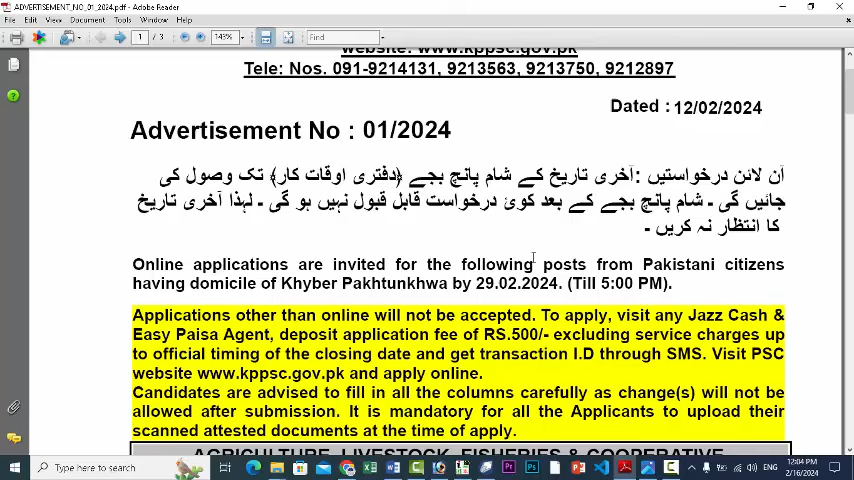 ADVERTISEMENT_NO_01_2024.pdf - Adobe Reader
File Edit View Document Tools Window Help
1 / 3 143% Find
website: www.kppsc.gov.pk
Tele: Nos. 091-9214131, 9213563, 9213750, 9212897
Dated : 12/02/2024
Advertisement No : 01/2024
آن لائن درخواستیں :آخری تاریخ کے شام پانچ بجے (دفتری اوقات کار) تک وصول کی
جائیں گی ۔ شام پانچ بجے کے بعد کوئ درخواست قابل قبول نہیں ہو گی ۔ لہذا آخری تاریخ
کا انتظار نہ کریں ۔
Online applications are invited for the following posts from Pakistani citizens
having domicile of Khyber Pakhtunkhwa by 29.02.2024. (Till 5:00 PM).
Applications other than online will not be accepted. To apply, visit any Jazz Cash &
Easy Paisa Agent, deposit application fee of RS.500/- excluding service charges up
to official timing of the closing date and get transaction I.D through SMS. Visit PSC
website www.kppsc.gov.pk and apply online.
Candidates are advised to fill in all the columns carefully as change(s) will not be
allowed after submission. It is mandatory for all the Applicants to upload their
scanned attested documents at the time of apply.
AGRICULTURE, LIVESTOCK, FISHERIES & COOPERATIVE
Type here to search
ENG
12:04 PM
2/16/2024